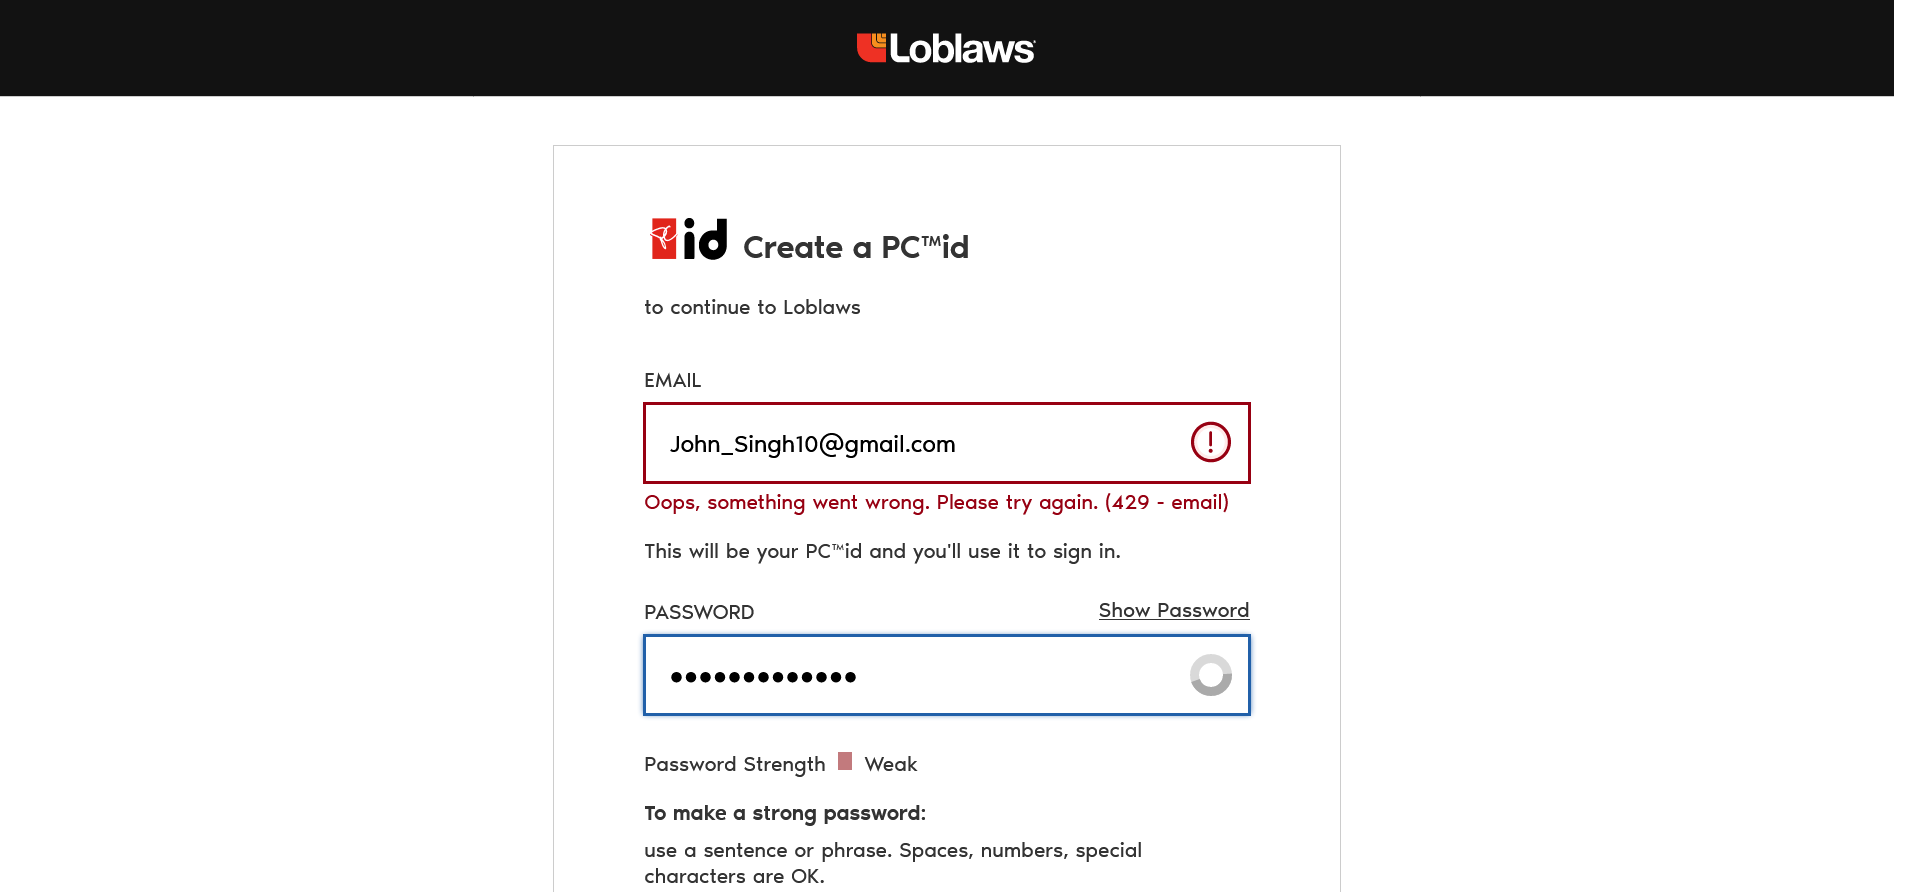 Loblaws
id Create a PC™id
to continue to Loblaws
EMAIL
John_Singh10@gmail.com
Oops, something went wrong. Please try again. (429 - email)
This will be your PC™id and you'll use it to sign in.
PASSWORD Show Password
•••••••••••••
Password Strength Weak
To make a strong password:
use a sentence or phrase. Spaces, numbers, special
characters are OK.